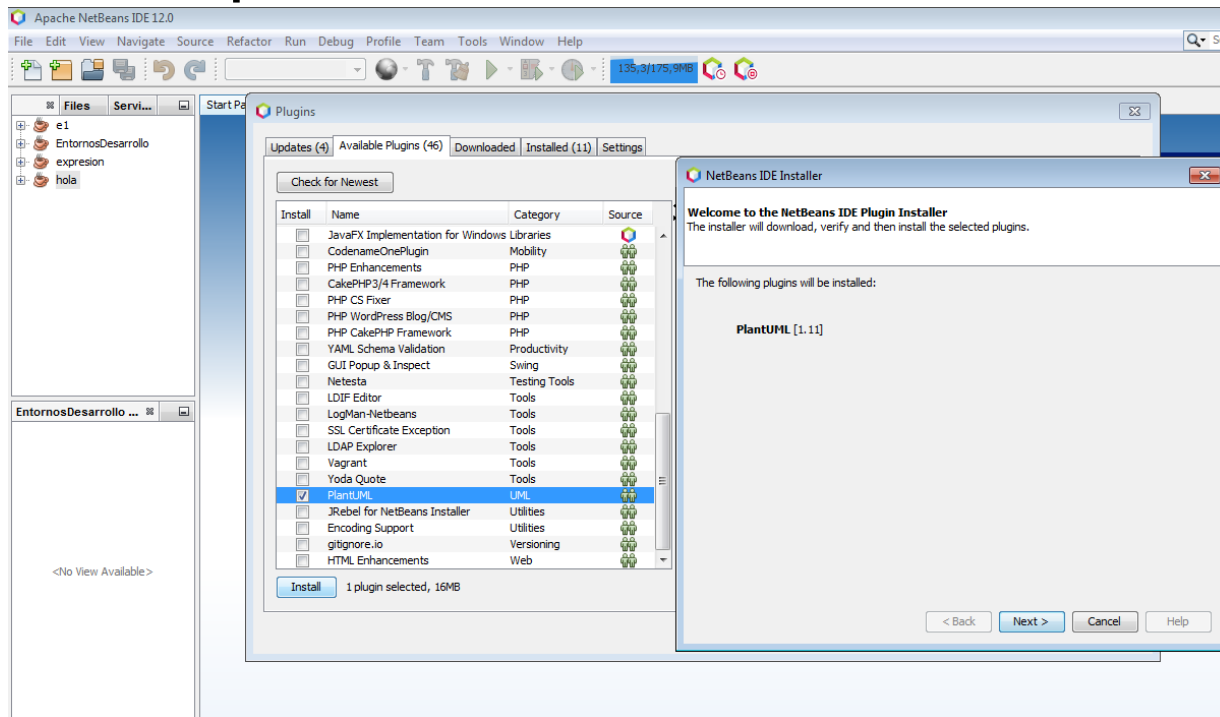 Apache NetBeans IDE 12.0
File Edit View Navigate Source Refactor Run Debug Profile Team Tools Window Help
135,3/175,9MB
Files Servi... Start Pa
e1
EntornosDesarrollo
expresion
hola
EntornosDesarrollo ...
<No View Available>
Plugins
Updates (4) Available Plugins (46) Downloaded Installed (11) Settings
Check for Newest
Install Name Category Source
JavaFX Implementation for Windows Libraries
CodenameOnePlugin Mobility
PHP Enhancements PHP
CakePHP3/4 Framework PHP
PHP CS Fixer PHP
PHP WordPress Blog/CMS PHP
PHP CakePHP Framework PHP
YAML Schema Validation Productivity
GUI Popup & Inspect Swing
Netesta Testing Tools
LDIF Editor Tools
LogMan-Netbeans Tools
SSL Certificate Exception Tools
LDAP Explorer Tools
Vagrant Tools
Yoda Quote Tools
PlantUML UML
JRebel for NetBeans Installer Utilities
Encoding Support Utilities
gitignore.io Versioning
HTML Enhancements Web
Install 1 plugin selected, 16MB
NetBeans IDE Installer
Welcome to the NetBeans IDE Plugin Installer
The installer will download, verify and then install the selected plugins.
The following plugins will be installed:
PlantUML [1.11]
< Back Next > Cancel Help